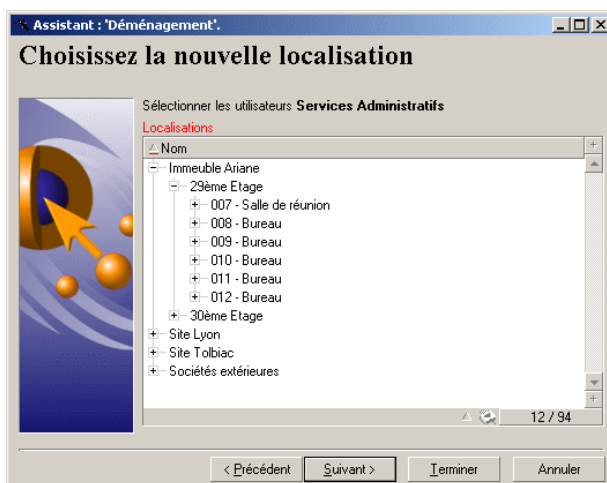 Assistant : 'Déménagement'.
Choisissez la nouvelle localisation
Sélectionner les utilisateurs Services Administratifs
Localisations
Nom
Immeuble Ariane
29ème Etage
007 - Salle de réunion
008 - Bureau
009 - Bureau
010 - Bureau
011 - Bureau
012 - Bureau
30ème Etage
Site Lyon
Site Tolbiac
Sociétés extérieures
12 / 94
< Précédent Suivant > Terminer Annuler